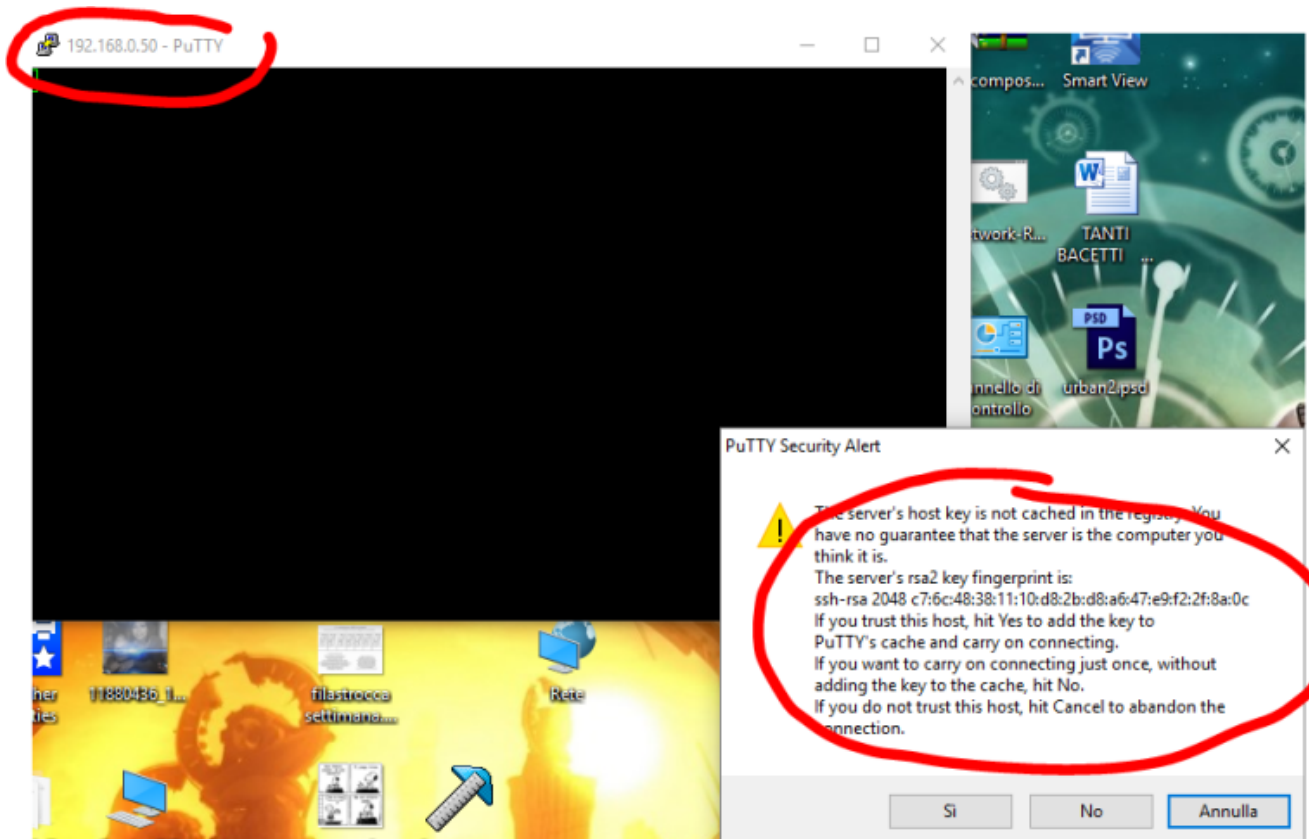 192.168.0.50 - PuTTY
compos...
Smart View
twork-R...
TANTI
BACETTI ...
PSD
Ps
nnello di
ontrollo
urban2.psd
PuTTY Security Alert
The server's host key is not cached in the registry. You
have no guarantee that the server is the computer you
think it is.
The server's rsa2 key fingerprint is:
ssh-rsa 2048 c7:6c:48:38:11:10:d8:2b:d8:a6:47:e9:f2:2f:8a:0c
If you trust this host, hit Yes to add the key to
PuTTY's cache and carry on connecting.
If you want to carry on connecting just once, without
adding the key to the cache, hit No.
If you do not trust this host, hit Cancel to abandon the
connection.
Sì
No
Annulla
her
ties
11880436_1...
filastrocca
settimana....
Rete